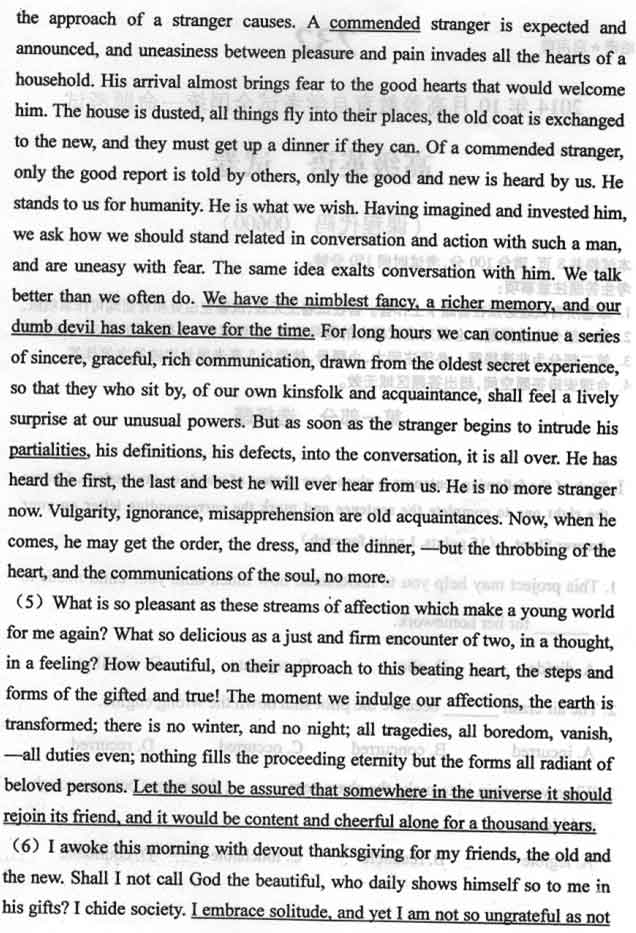 the approach of a stranger causes. A commended stranger is expected and
announced, and uneasiness between pleasure and pain invades all the hearts of a
household. His arrival almost brings fear to the good hearts that would welcome
him. The house is dusted, all things fly into their places, the old coat is exchanged
to the new, and they must get up a dinner if they can. Of a commended stranger,
only the good report is told by others, only the good and new is heard by us. He
stands to us for humanity. He is what we wish. Having imagined and invested him,
we ask how we should stand related in conversation and action with such a man,
and are uneasy with fear. The same idea exalts conversation with him. We talk
better than we often do. We have the nimblest fancy, a richer memory, and our
dumb devil has taken leave for the time. For long hours we can continue a series
of sincere, graceful, rich communication, drawn from the oldest secret experience,
so that they who sit by, of our own kinsfolk and acquaintance, shall feel a lively
surprise at our unusual powers. But as soon as the stranger begins to intrude his
partialities, his definitions, his defects, into the conversation, it is all over. He has
heard the first, the last and best he will ever hear from us. He is no more stranger
now. Vulgarity, ignorance, misapprehension are old acquaintances. Now, when he
comes, he may get the order, the dress, and the dinner, —but the throbbing of the
heart, and the communications of the soul, no more.
(5) What is so pleasant as these streams of affection which make a young world
for me again? What so delicious as a just and firm encounter of two, in a thought,
in a feeling? How beautiful, on their approach to this beating heart, the steps and
forms of the gifted and true! The moment we indulge our affections, the earth is
transformed; there is no winter, and no night; all tragedies, all boredom, vanish,
—all duties even; nothing fills the proceeding eternity but the forms all radiant of
beloved persons. Let the soul be assured that somewhere in the universe it should
rejoin its friend, and it would be content and cheerful alone for a thousand years.
(6) I awoke this morning with devout thanksgiving for my friends, the old and
the new. Shall I not call God the beautiful, who daily shows himself so to me in
his gifts? I chide society. I embrace solitude, and yet I am not so ungrateful as not